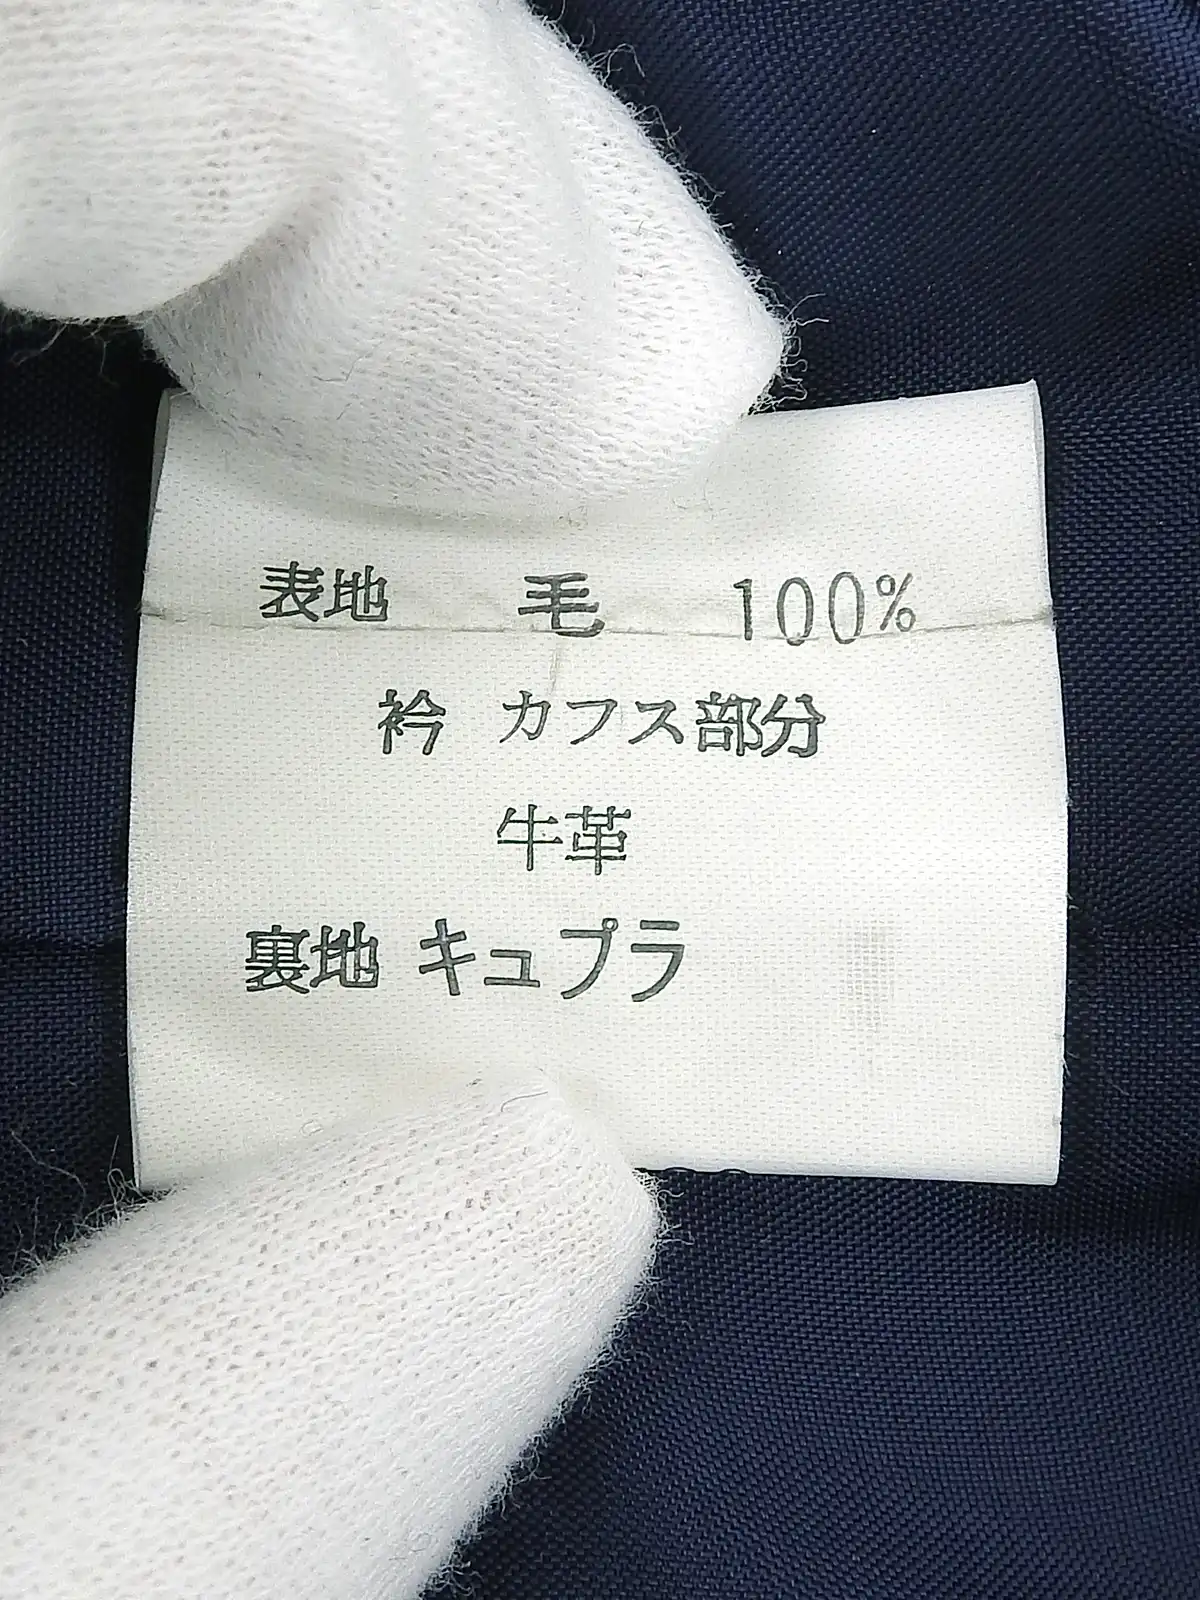 表地 毛 100%
衿 カフス部分
牛革
裏地 キュプラ